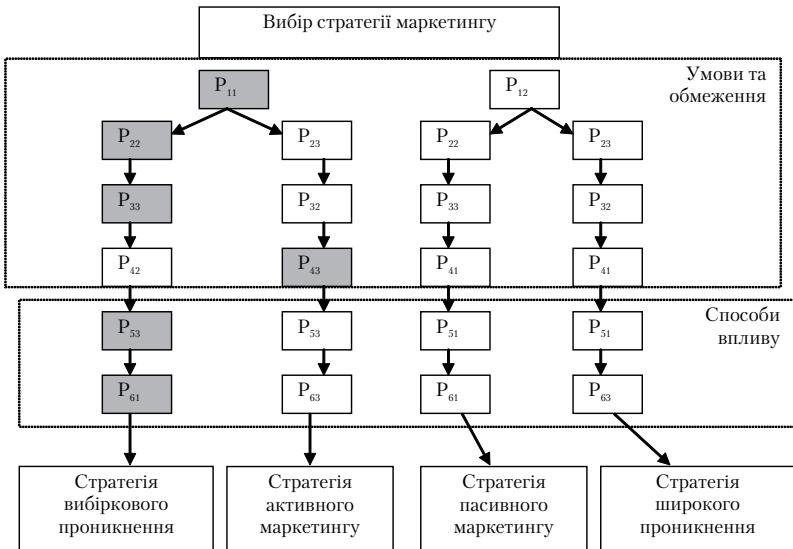 Вибір стратегії маркетингу
Умови та
обмеження
P₁₁ P₁₂
P₂₂ P₂₃ P₂₂ P₂₃
P₃₃ P₃₂ P₃₃ P₃₂
P₄₂ P₄₃ P₄₁ P₄₁
Способи
впливу
P₅₃ P₅₃ P₅₁ P₅₁
P₆₁ P₆₃ P₆₁ P₆₃
Стратегія
вибіркового
проникнення
Стратегія
активного
маркетингу
Стратегія
пасивного
маркетингу
Стратегія
широкого
проникнення